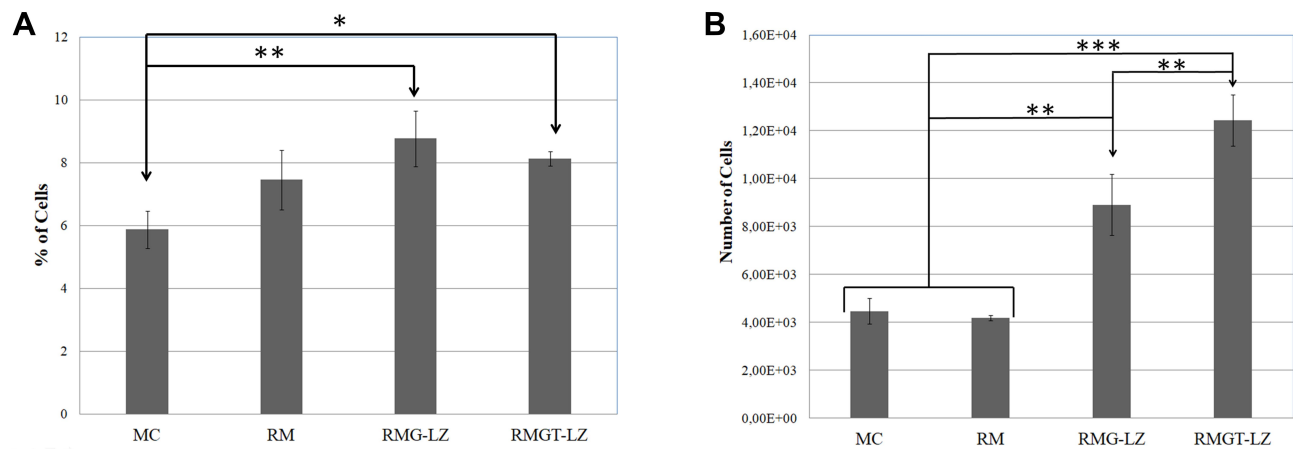 A
% of Cells
12
10
8
6
4
2
0
*
**
MC RM RMG-LZ RMGT-LZ
B
Number of Cells
1,60E+04
1,40E+04
1,20E+04
1,00E+04
8,00E+03
6,00E+03
4,00E+03
2,00E+03
0,00E+00
***
**
**
MC RM RMG-LZ RMGT-LZ